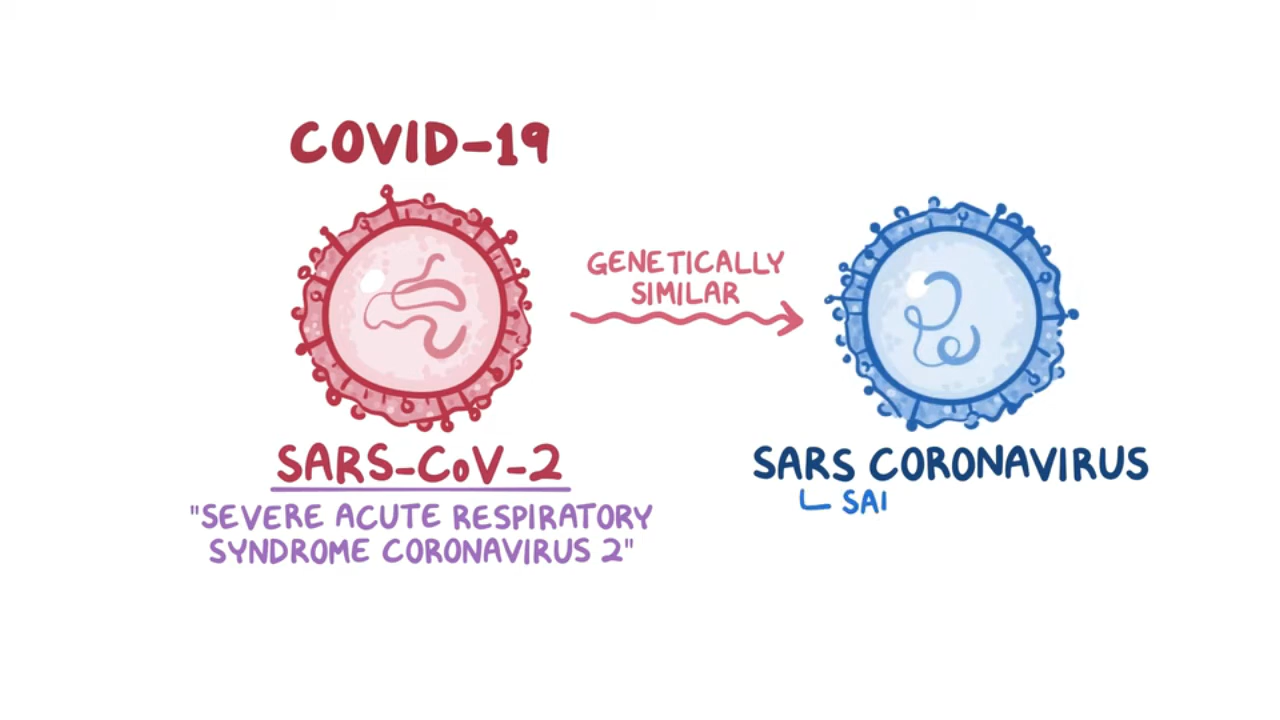 COVID-19
GENETICALLY
SIMILAR
SARS-CoV-2
"SEVERE ACUTE RESPIRATORY
SYNDROME CORONAVIRUS 2"
SARS CORONAVIRUS
SAI